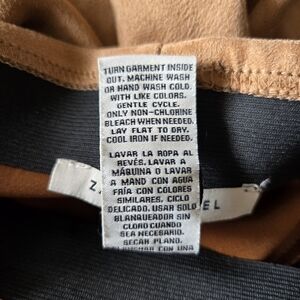 TURN GARMENT INSIDE
OUT. MACHINE WASH
OR HAND WASH COLD
WITH LIKE COLORS.
GENTLE CYCLE.
ONLY NON-CHLORINE
BLEACH WHEN NEEDED.
LAY FLAT TO DRY.
COOL IRON IF NEEDED.
LAVAR LA ROPA AL
REVÉS. LAVAR A
MÁQUINA O LAVAR
A MANO CON AGUA
FRÍA CON COLORES
SIMILARES. CICLO
DELICADO. USAR SOLO
BLANQUEADOR SIN
CLORO CUANDO
SEA NECESARIO.
SECAR PLANO.
EL